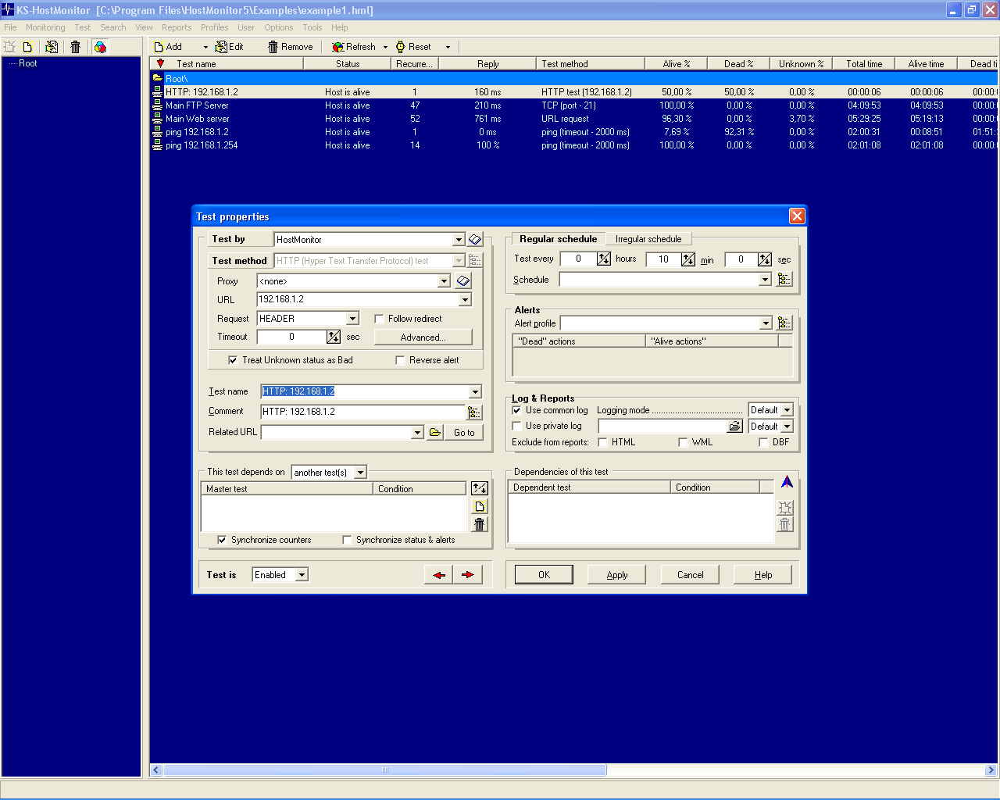 KS-HostMonitor [C:\Program Files\HostMonitor5\Examples\example1.hml]
File Monitoring Test Search View Reports Profiles User Options Tools Help
Add Edit Remove Refresh Reset
Root
Test name Status Recurre... Reply Test method Alive % Dead % Unknown % Total time Alive time Dead ti
Root\
HTTP: 192.168.1.2 Host is alive 1 160 ms HTTP test (192.168.1.2) 50,00 % 50,00 % 0,00 % 00:00:06 00:00:06 00:00:
Main FTP Server Host is alive 47 210 ms TCP (port - 21) 100,00 % 0,00 % 0,00 % 04:09:53 04:09:53 00:00:
Main Web server Host is alive 52 761 ms URL request 96,30 % 0,00 % 3,70 % 05:29:25 05:19:13 00:00:
ping 192.168.1.2 Host is alive 1 0 ms ping (timeout - 2000 ms) 7,69 % 92,31 % 0,00 % 02:00:31 00:08:51 01:51:
ping 192.168.1.254 Host is alive 14 100 % ping (timeout - 2000 ms) 100,00 % 0,00 % 0,00 % 02:01:08 02:01:08 00:00:
Test properties
Test by HostMonitor
Test method HTTP (Hyper Text Transfer Protocol) test
Proxy <none>
URL 192.168.1.2
Request HEADER Follow redirect
Timeout 0 sec Advanced...
Treat Unknown status as Bad Reverse alert
Test name HTTP: 192.168.1.2
Comment HTTP: 192.168.1.2
Related URL Go to
This test depends on another test(s)
Master test Condition
Synchronize counters Synchronize status & alerts
Test is Enabled
Regular schedule Irregular schedule
Test every 0 hours 10 min 0 sec
Schedule
Alerts
Alert profile
"Dead" actions "Alive actions"
Log & Reports
Use common log Logging mode ........................................ Default
Use private log Default
Exclude from reports: HTML WML DBF
Dependencies of this test
Dependent test Condition
OK Apply Cancel Help